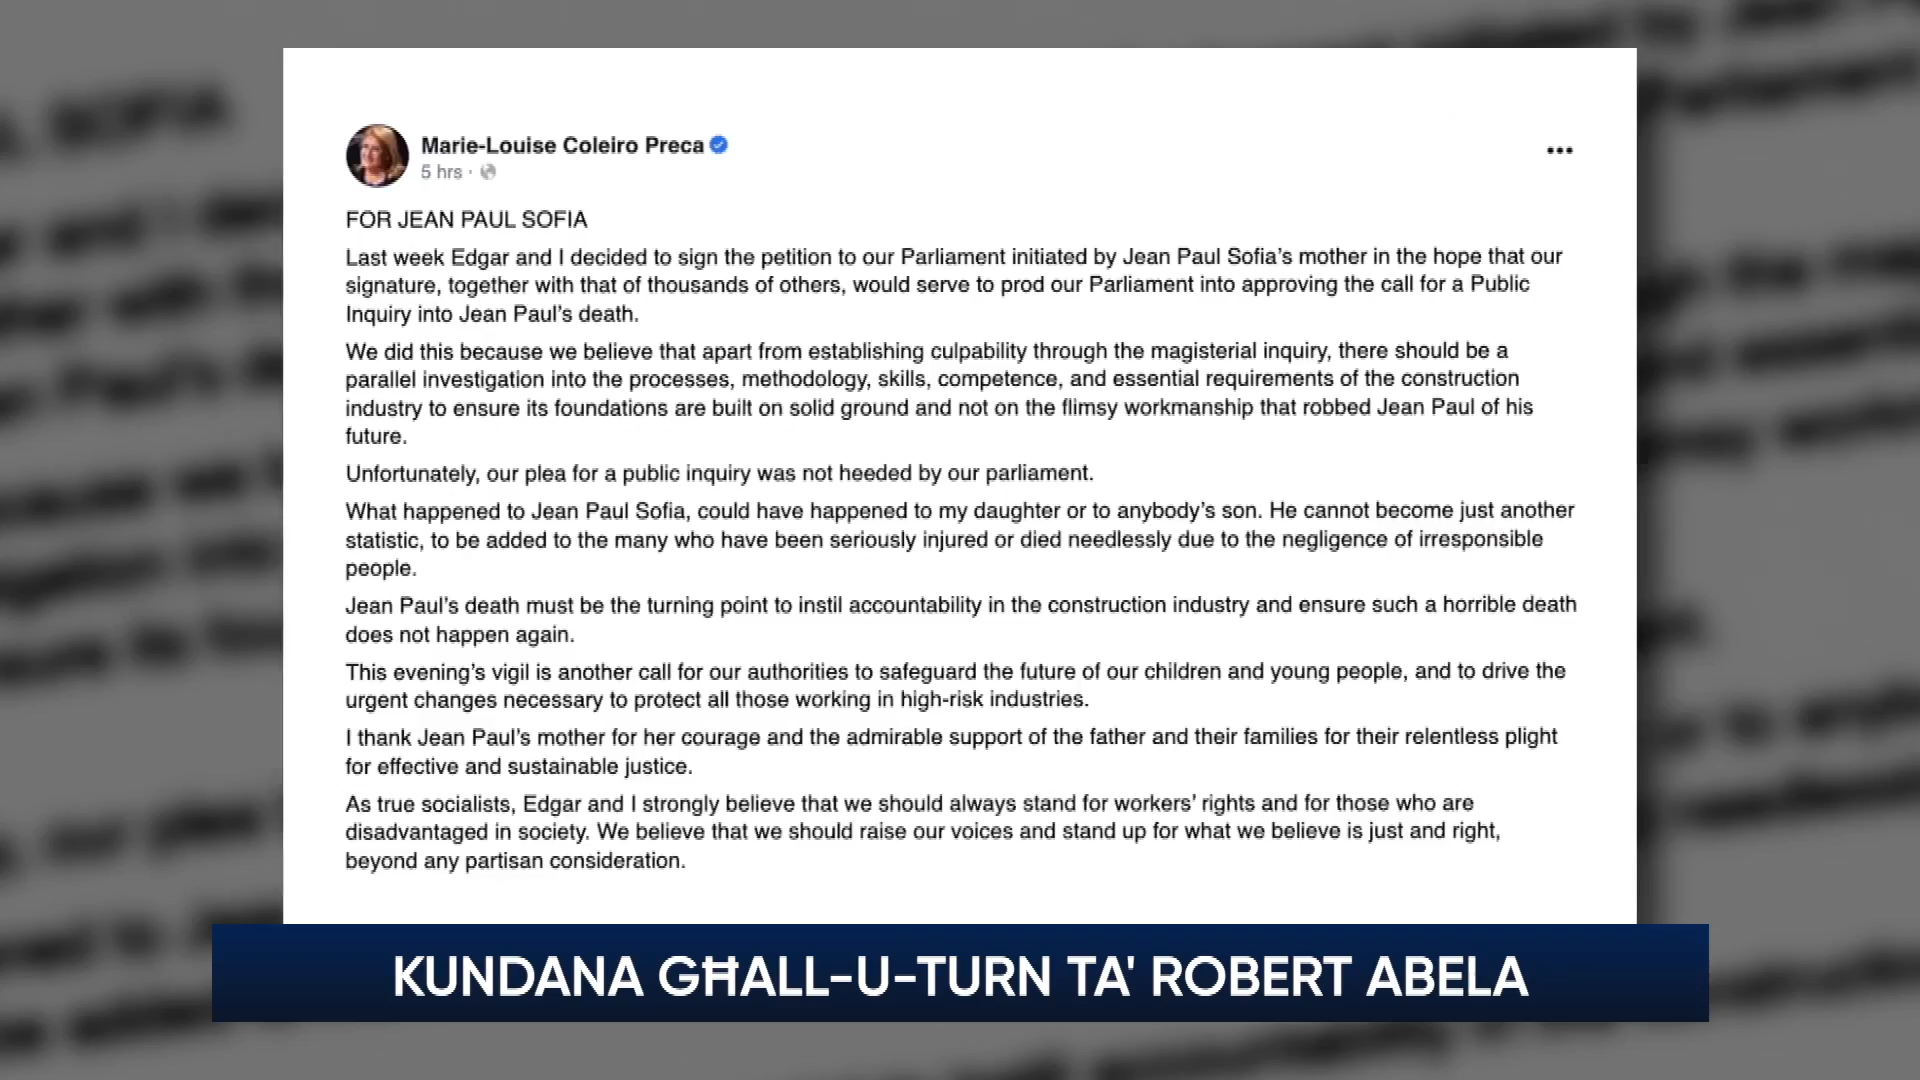 Marie-Louise Coleiro Preca
5 hrs ·
FOR JEAN PAUL SOFIA
Last week Edgar and I decided to sign the petition to our Parliament initiated by Jean Paul Sofia's mother in the hope that our
signature, together with that of thousands of others, would serve to prod our Parliament into approving the call for a Public
Inquiry into Jean Paul's death.
We did this because we believe that apart from establishing culpability through the magisterial inquiry, there should be a
parallel investigation into the processes, methodology, skills, competence, and essential requirements of the construction
industry to ensure its foundations are built on solid ground and not on the flimsy workmanship that robbed Jean Paul of his
future.
Unfortunately, our plea for a public inquiry was not heeded by our parliament.
What happened to Jean Paul Sofia, could have happened to my daughter or to anybody's son. He cannot become just another
statistic, to be added to the many who have been seriously injured or died needlessly due to the negligence of irresponsible
people.
Jean Paul's death must be the turning point to instil accountability in the construction industry and ensure such a horrible death
does not happen again.
This evening's vigil is another call for our authorities to safeguard the future of our children and young people, and to drive the
urgent changes necessary to protect all those working in high-risk industries.
I thank Jean Paul's mother for her courage and the admirable support of the father and their families for their relentless plight
for effective and sustainable justice.
As true socialists, Edgar and I strongly believe that we should always stand for workers' rights and for those who are
disadvantaged in society. We believe that we should raise our voices and stand up for what we believe is just and right,
beyond any partisan consideration.
KUNDANA GĦALL-U-TURN TA' ROBERT ABELA